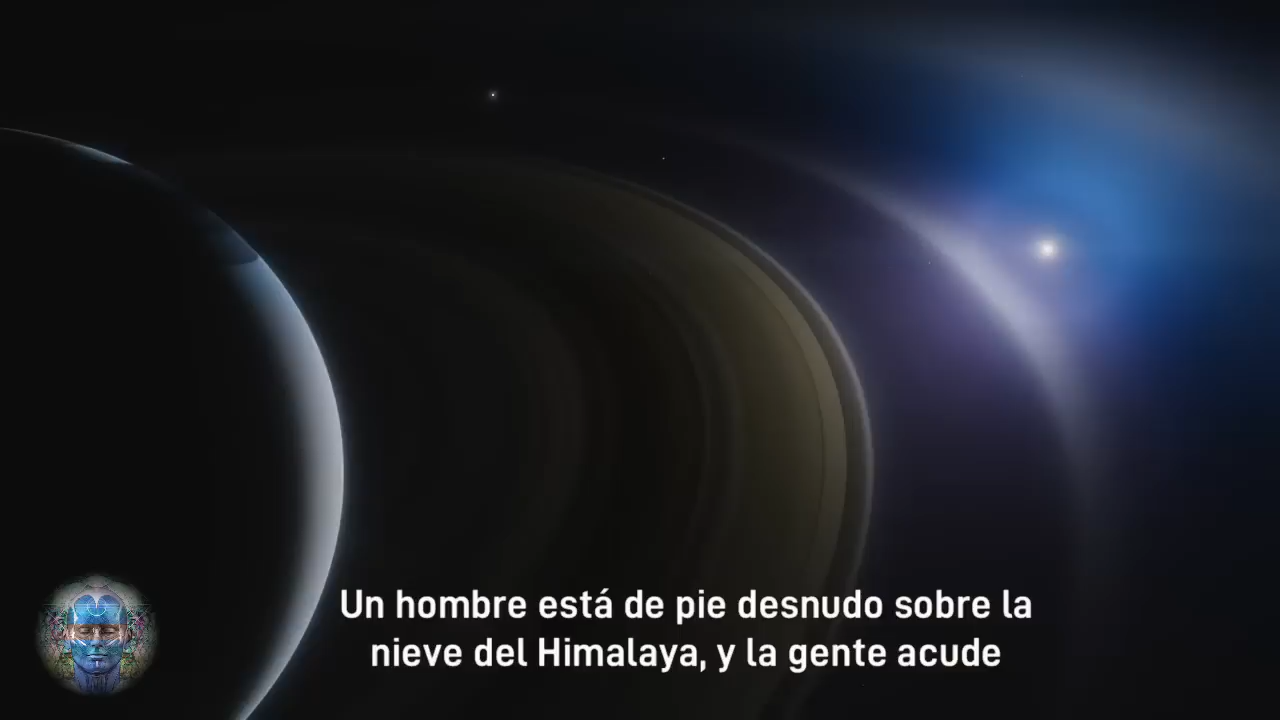 Un hombre está de pie desnudo sobre la
nieve del Himalaya, y la gente acude